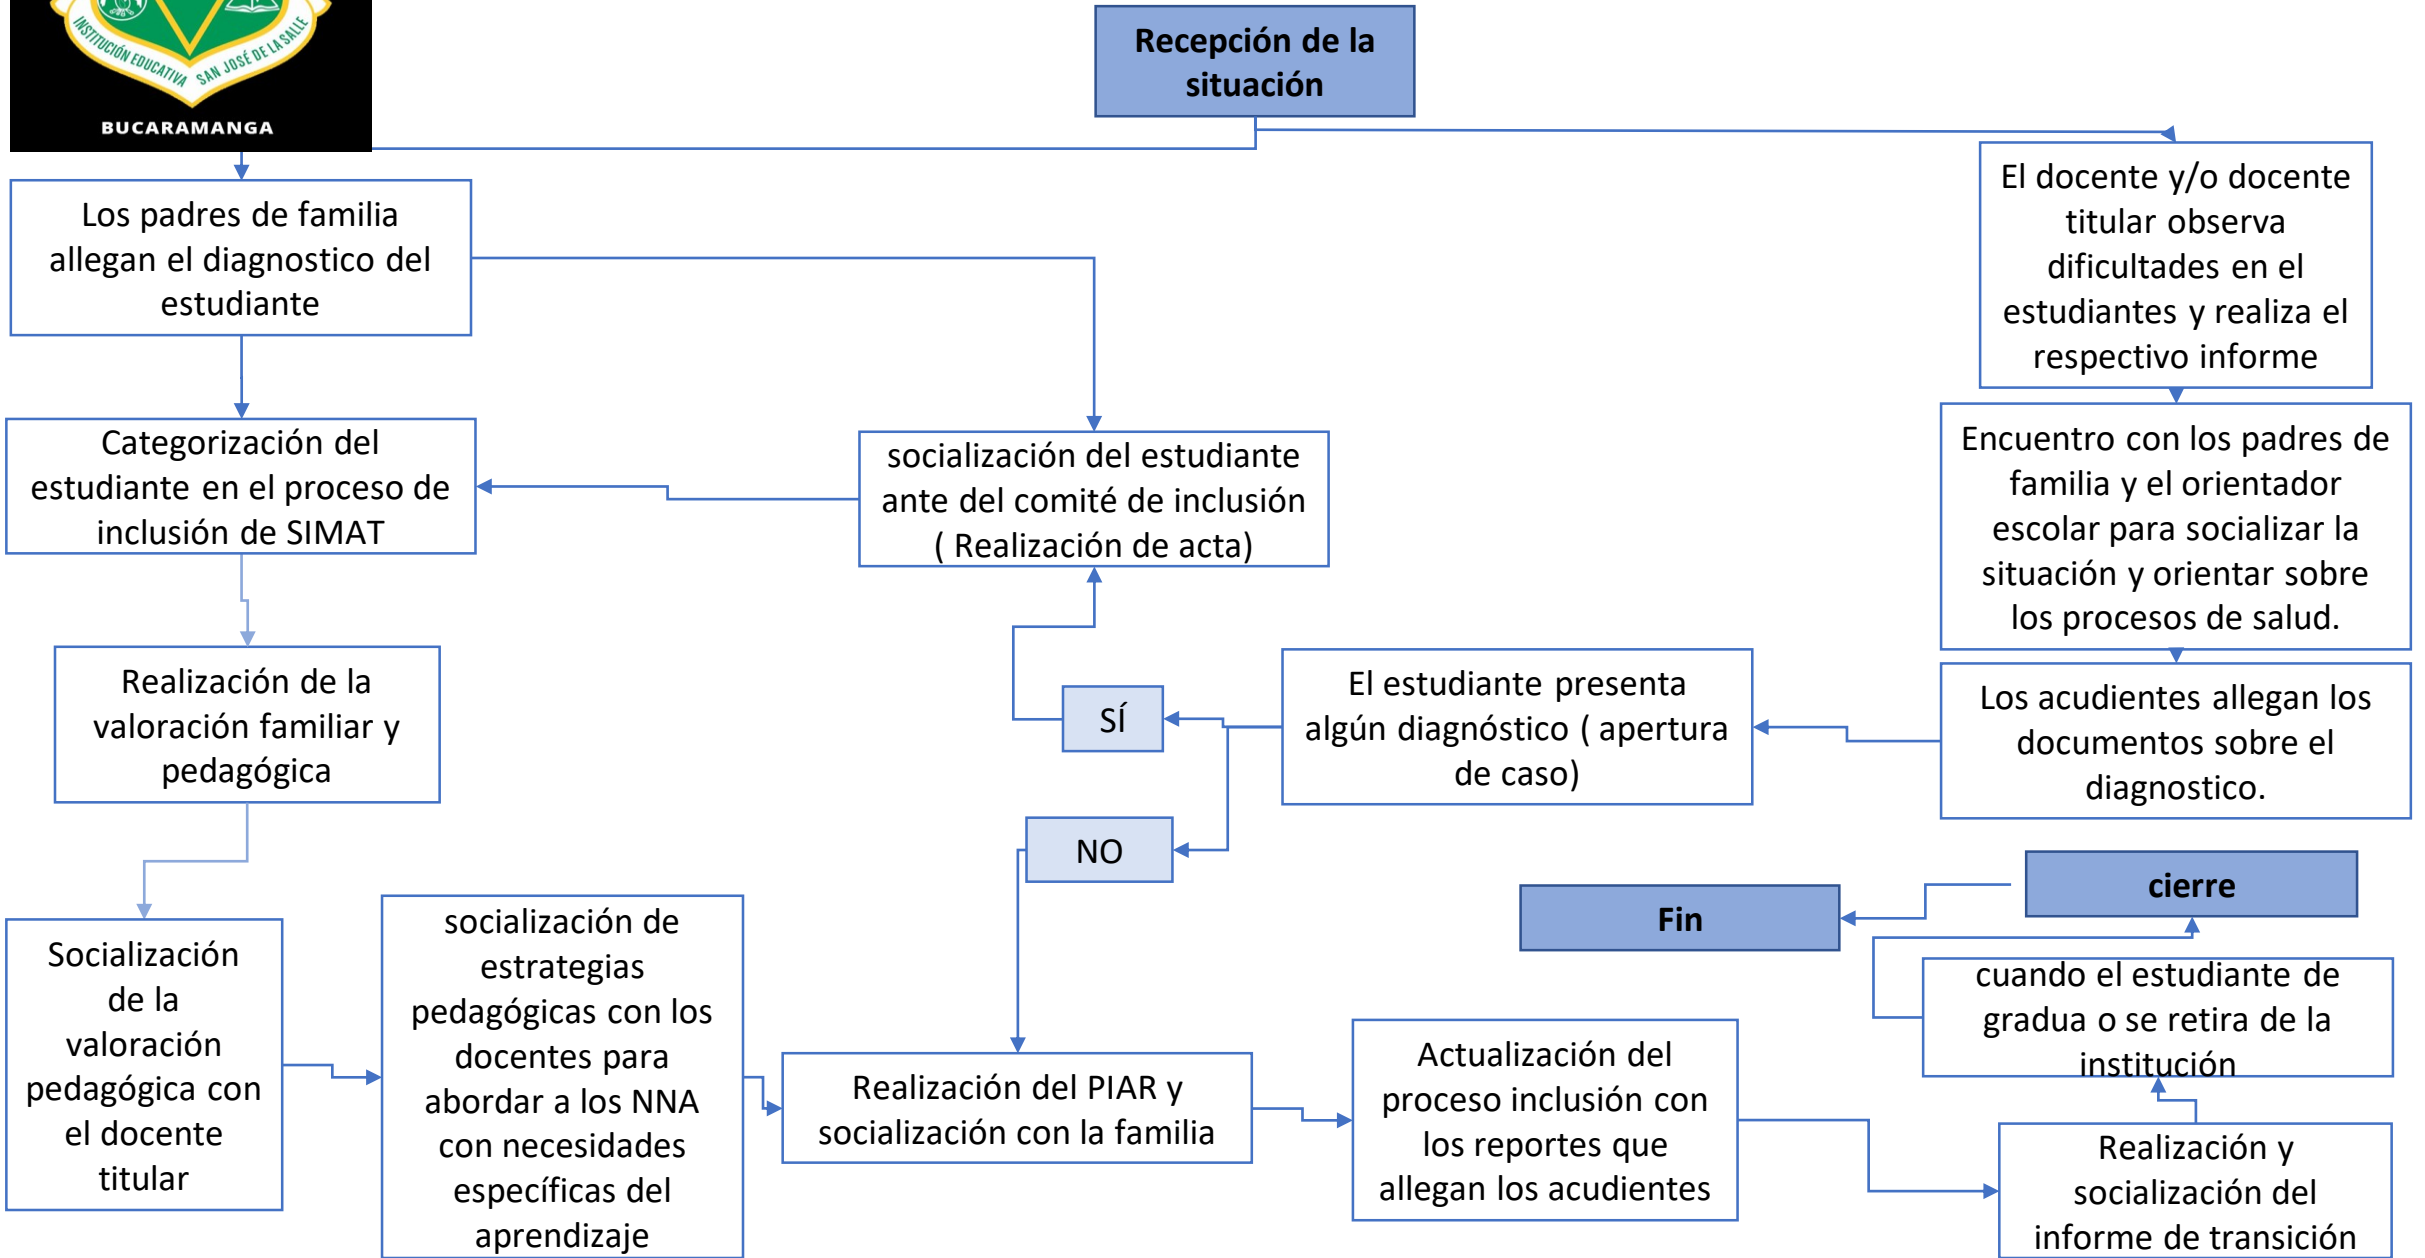 INSTITUCIÓN EDUCATIVA SAN JOSÉ DE LA SALLE
BUCARAMANGA
Recepción de la
situación
Los padres de familia
allegan el diagnostico del
estudiante
El docente y/o docente
titular observa
dificultades en el
estudiantes y realiza el
respectivo informe
Categorización del
estudiante en el proceso de
inclusión de SIMAT
socialización del estudiante
ante del comité de inclusión
( Realización de acta)
Encuentro con los padres de
familia y el orientador
escolar para socializar la
situación y orientar sobre
los procesos de salud.
Realización de la
valoración familiar y
pedagógica
SÍ
El estudiante presenta
algún diagnóstico ( apertura
de caso)
Los acudientes allegan los
documentos sobre el
diagnostico.
NO
Fin
cierre
Socialización
de la
valoración
pedagógica con
el docente
titular
socialización de
estrategias
pedagógicas con los
docentes para
abordar a los NNA
con necesidades
específicas del
aprendizaje
Realización del PIAR y
socialización con la familia
Actualización del
proceso inclusión con
los reportes que
allegan los acudientes
cuando el estudiante de
gradua o se retira de la
institución
Realización y
socialización del
informe de transición